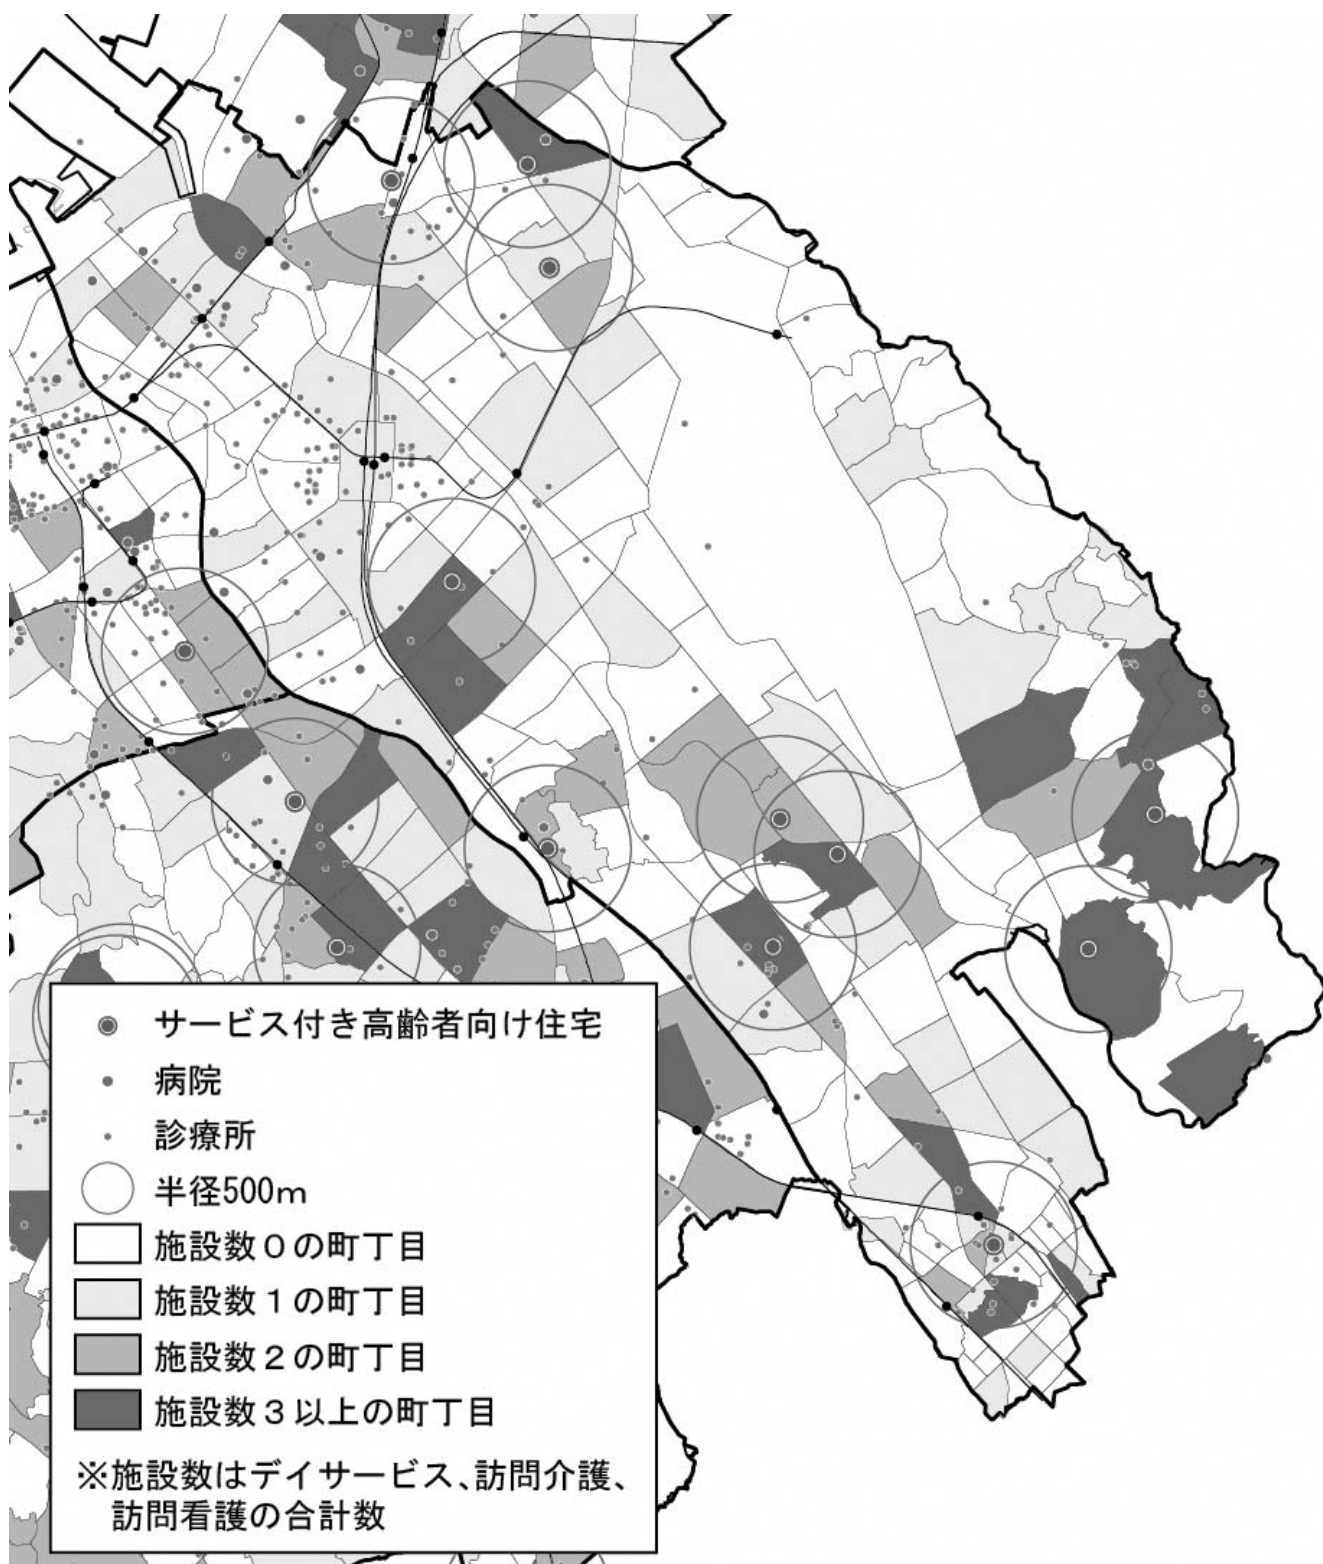 サービス付き高齢者向け住宅
病院
診療所
半径500m
施設数0の町丁目
施設数1の町丁目
施設数2の町丁目
施設数3以上の町丁目
※施設数はデイサービス、訪問介護、
訪問看護の合計数